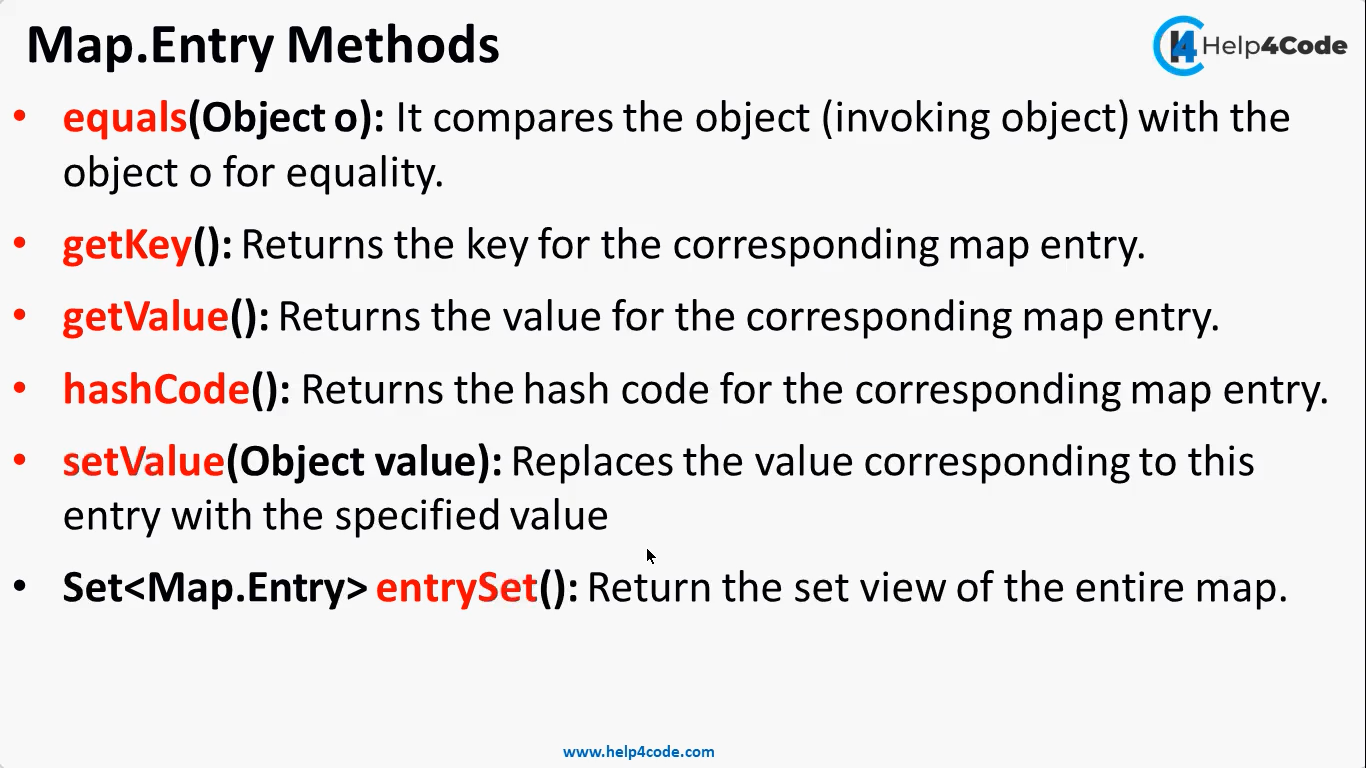 Map.Entry Methods
Help4Code
• equals(Object o): It compares the object (invoking object) with the
object o for equality.
• getKey(): Returns the key for the corresponding map entry.
• getValue(): Returns the value for the corresponding map entry.
• hashCode(): Returns the hash code for the corresponding map entry.
• setValue(Object value): Replaces the value corresponding to this
entry with the specified value
• Set<Map.Entry> entrySet(): Return the set view of the entire map.
www.help4code.com